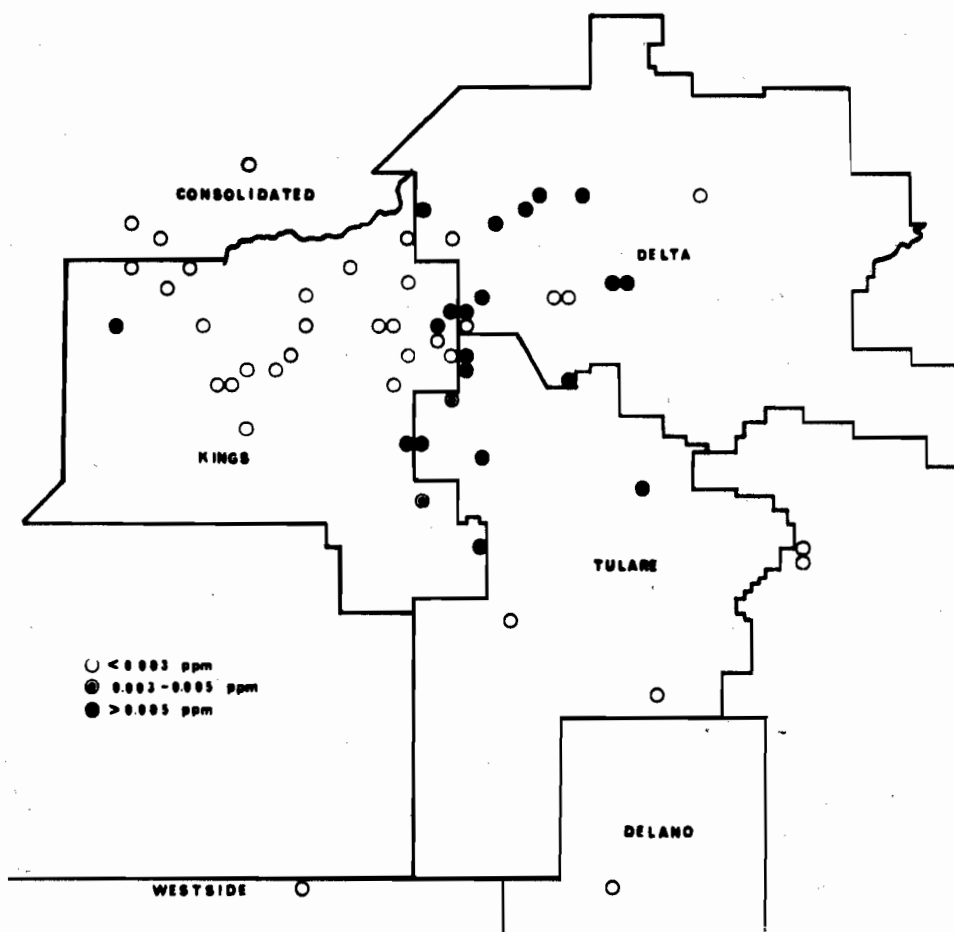 CONSOLIDATED
DELTA
KINGS
TULARE
< 0.003 ppm
0.003-0.005 ppm
> 0.005 ppm
DELANO
WESTSIDE